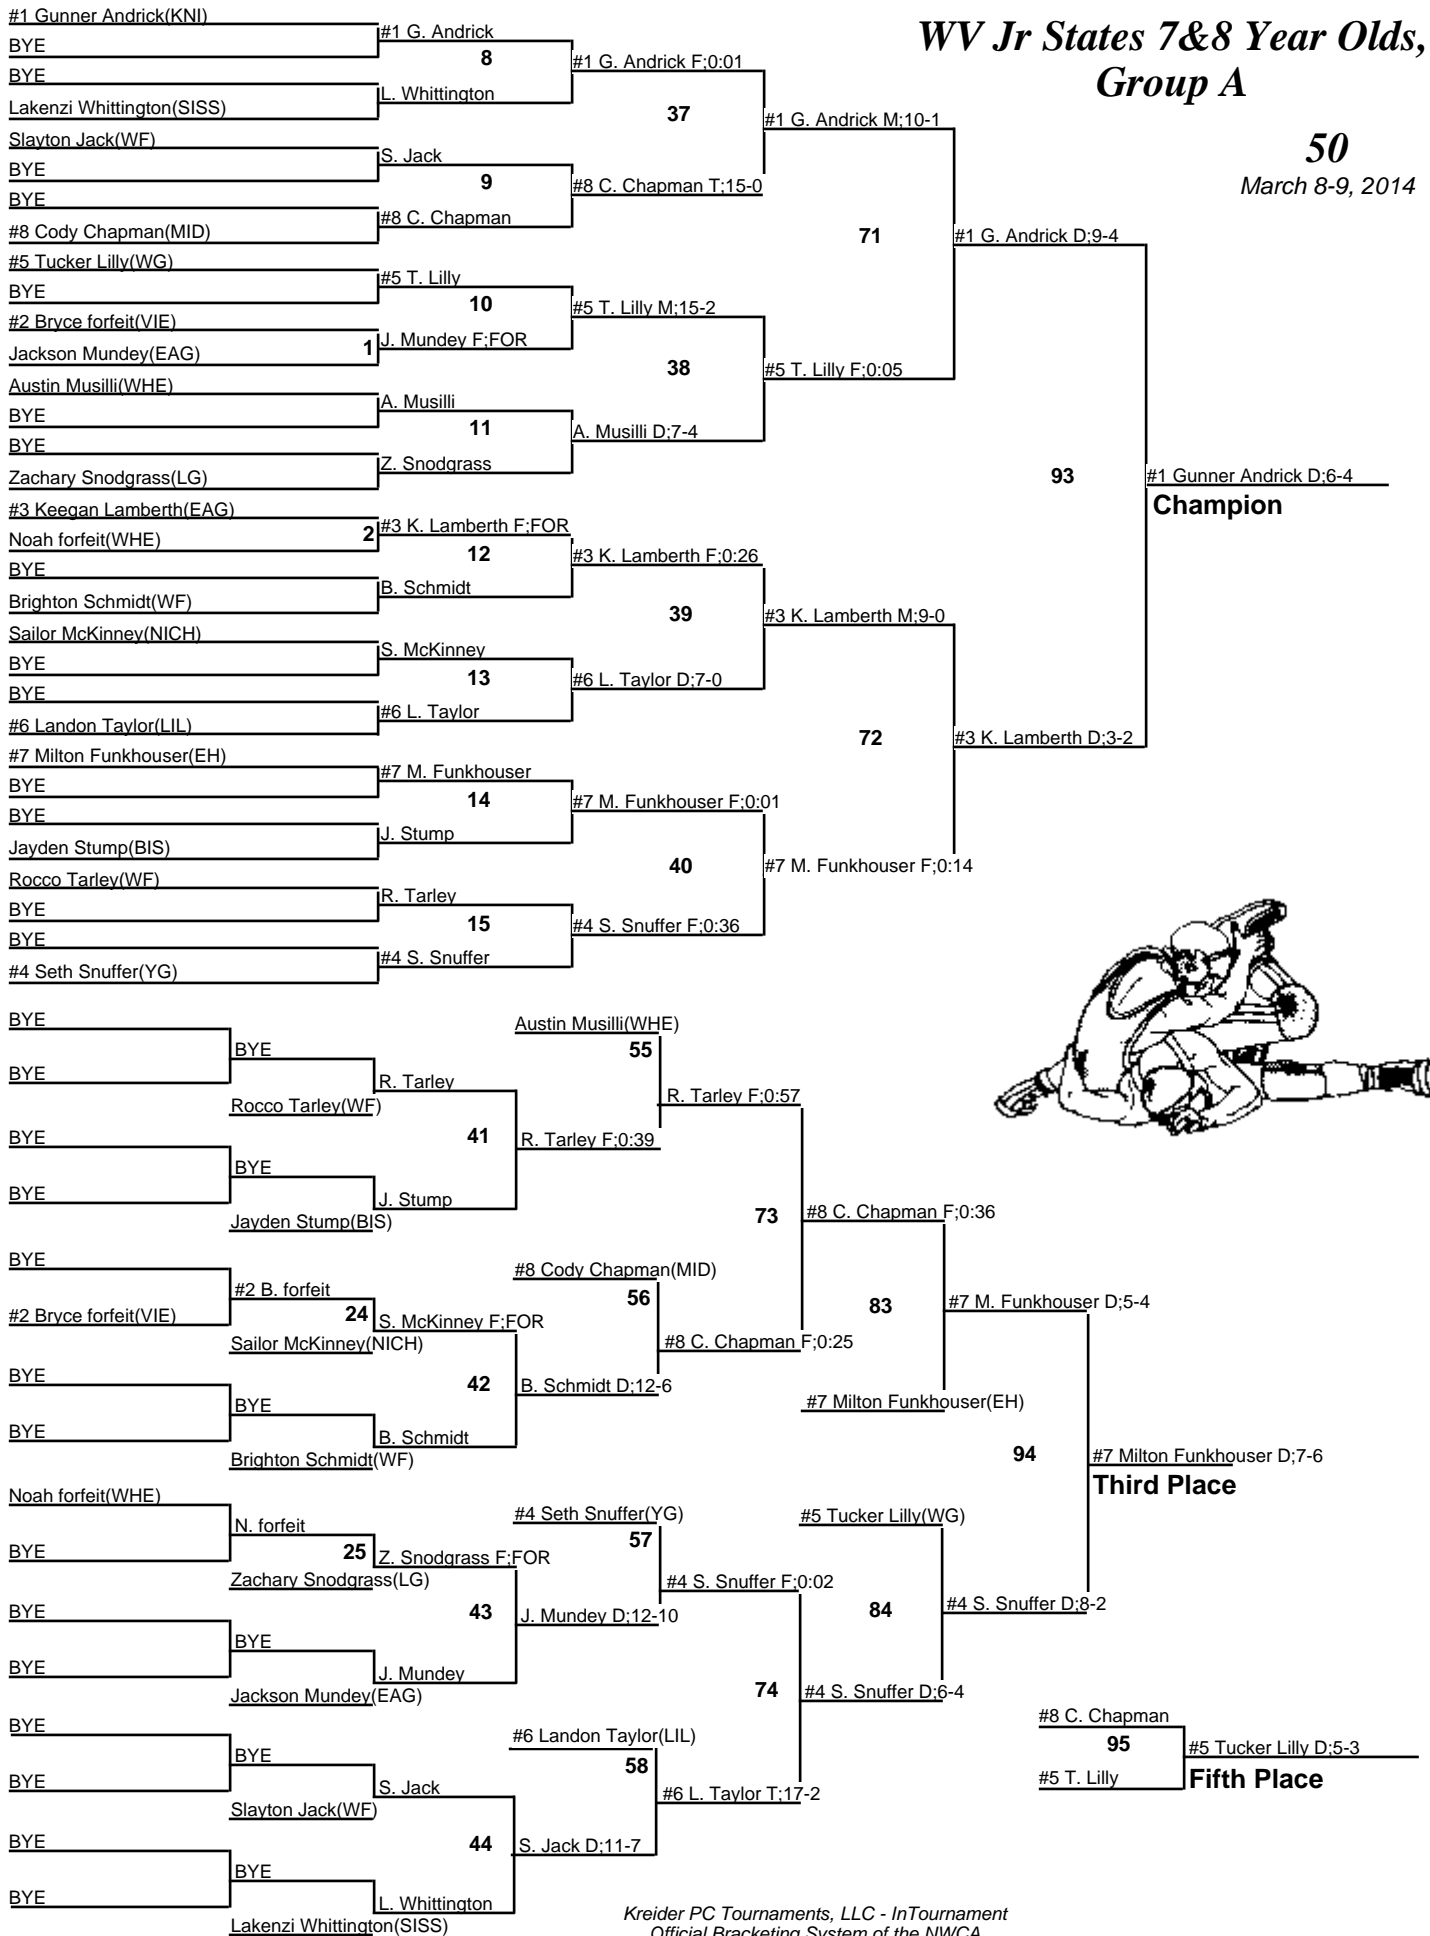 WV Jr States 7&8 Year Olds,
Group A
50
March 8-9, 2014
#1 Gunner Andrick(KNI)
BYE
BYE
Lakenzi Whittington(SISS)
Slayton Jack(WF)
BYE
BYE
#8 Cody Chapman(MID)
#5 Tucker Lilly(WG)
BYE
#2 Bryce forfeit(VIE)
Jackson Mundey(EAG)
Austin Musilli(WHE)
BYE
BYE
Zachary Snodgrass(LG)
#3 Keegan Lamberth(EAG)
Noah forfeit(WHE)
BYE
Brighton Schmidt(WF)
Sailor McKinney(NICH)
BYE
BYE
#6 Landon Taylor(LIL)
#7 Milton Funkhouser(EH)
BYE
BYE
Jayden Stump(BIS)
Rocco Tarley(WF)
BYE
BYE
#4 Seth Snuffer(YG)
#1 G. Andrick
8
L. Whittington
S. Jack
9
#8 C. Chapman
#5 T. Lilly
10
1
J. Mundey F;FOR
A. Musilli
11
Z. Snodgrass
2
#3 K. Lamberth F;FOR
12
B. Schmidt
S. McKinney
13
#6 L. Taylor
#7 M. Funkhouser
14
J. Stump
R. Tarley
15
#4 S. Snuffer
#1 G. Andrick F;0:01
37
#8 C. Chapman T;15-0
#5 T. Lilly M;15-2
38
A. Musilli D;7-4
#3 K. Lamberth F;0:26
39
#6 L. Taylor D;7-0
#7 M. Funkhouser F;0:01
40
#4 S. Snuffer F;0:36
#1 G. Andrick M;10-1
71
#5 T. Lilly F;0:05
#3 K. Lamberth M;9-0
72
#7 M. Funkhouser F;0:14
#1 G. Andrick D;9-4
93
#3 K. Lamberth D;3-2
#1 Gunner Andrick D;6-4
Champion
BYE
BYE
BYE
BYE
BYE
#2 Bryce forfeit(VIE)
BYE
BYE
Noah forfeit(WHE)
BYE
BYE
BYE
BYE
BYE
BYE
BYE
BYE
Rocco Tarley(WF)
BYE
Jayden Stump(BIS)
#2 B. forfeit
24
Sailor McKinney(NICH)
BYE
Brighton Schmidt(WF)
N. forfeit
25
Zachary Snodgrass(LG)
BYE
Jackson Mundey(EAG)
BYE
Slayton Jack(WF)
BYE
Lakenzi Whittington(SISS)
R. Tarley
41
J. Stump
S. McKinney F;FOR
42
B. Schmidt
Z. Snodgrass F;FOR
43
J. Mundey
S. Jack
44
L. Whittington
Austin Musilli(WHE)
55
R. Tarley F;0:39
#8 Cody Chapman(MID)
56
B. Schmidt D;12-6
#4 Seth Snuffer(YG)
57
J. Mundey D;12-10
#6 Landon Taylor(LIL)
58
S. Jack D;11-7
R. Tarley F;0:57
73
#8 C. Chapman F;0:25
#4 S. Snuffer F;0:02
74
#6 L. Taylor T;17-2
#8 C. Chapman F;0:36
83
#7 Milton Funkhouser(EH)
#5 Tucker Lilly(WG)
84
#4 S. Snuffer D;6-4
#7 M. Funkhouser D;5-4
94
#4 S. Snuffer D;8-2
#7 Milton Funkhouser D;7-6
Third Place
#8 C. Chapman
95
#5 T. Lilly
#5 Tucker Lilly D;5-3
Fifth Place
Kreider PC Tournaments, LLC - InTournament
Official Bracketing System of the NWCA